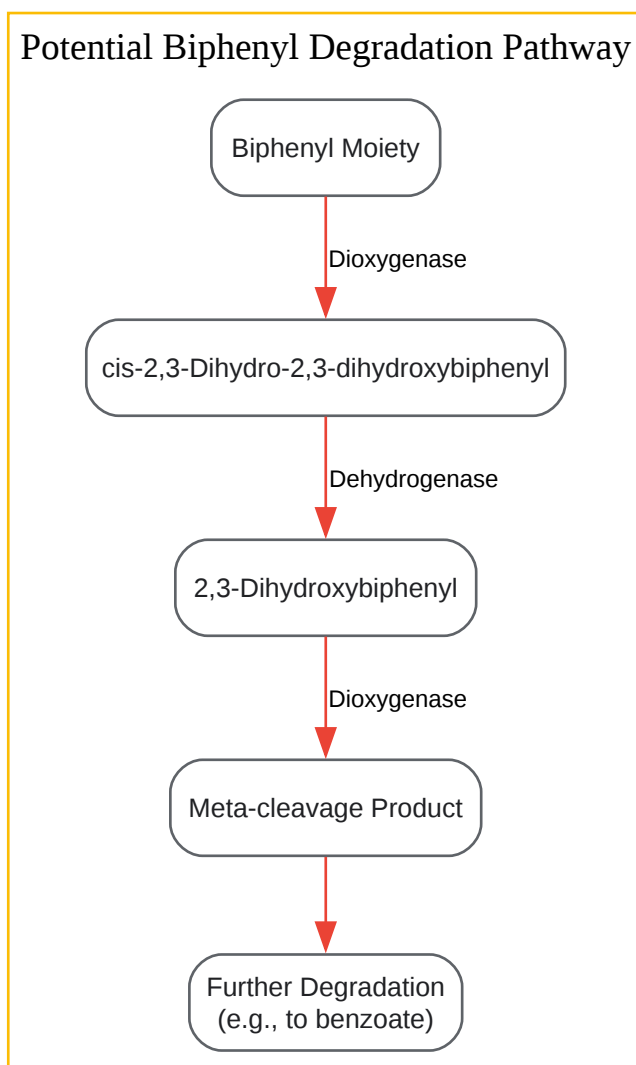 Potential Biphenyl Degradation Pathway
Biphenyl Moiety
Dioxygenase
cis-2,3-Dihydro-2,3-dihydroxybiphenyl
Dehydrogenase
2,3-Dihydroxybiphenyl
Dioxygenase
Meta-cleavage Product
Further Degradation
(e.g., to benzoate)